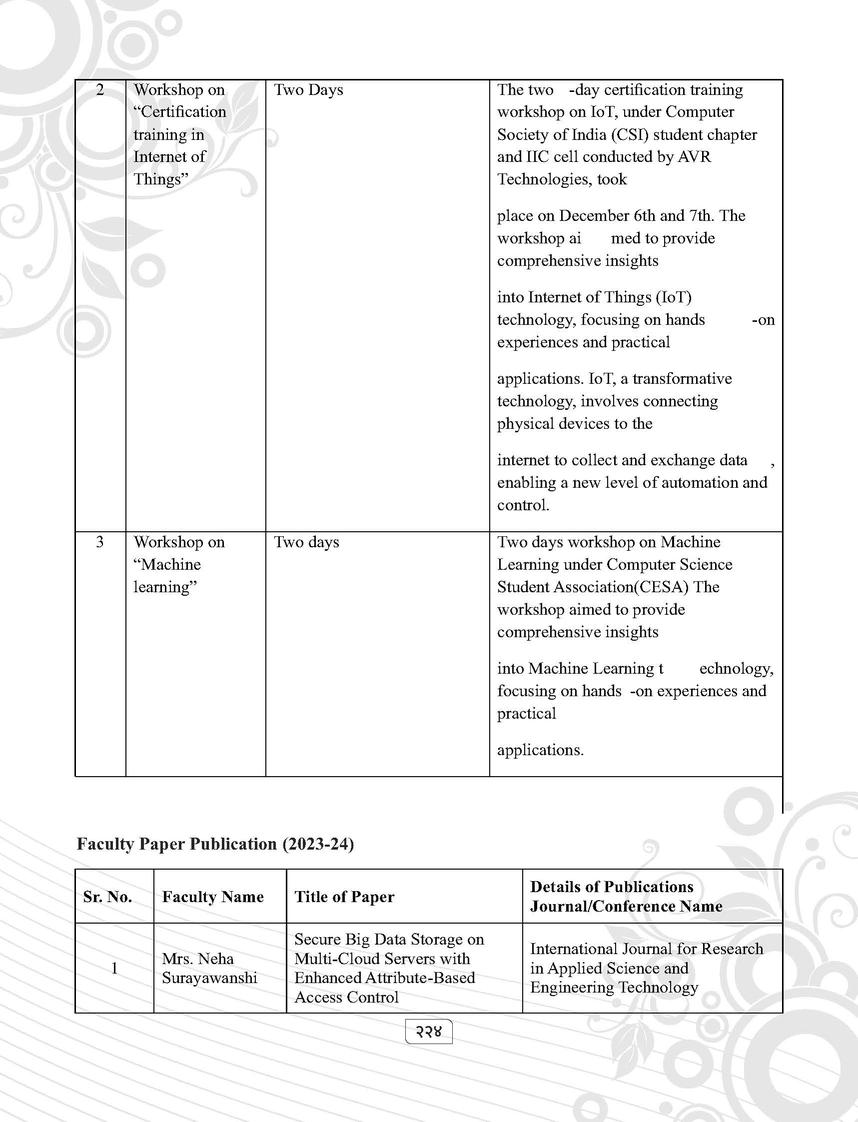 2 Workshop on Two Days The two -day certification training
“Certification workshop on IoT, under Computer
training in Society of India (CSI) student chapter
Internet of and IIC cell conducted by AVR
Things” Technologies, took
place on December 6th and 7th. The
workshop ai med to provide
comprehensive insights
into Internet of Things (IoT)
technology, focusing on hands -on
experiences and practical
applications. IoT, a transformative
technology, involves connecting
physical devices to the
internet to collect and exchange data ,
enabling a new level of automation and
control.
3 Workshop on Two days Two days workshop on Machine
“Machine Learning under Computer Science
learning” Student Association(CESA) The
workshop aimed to provide
comprehensive insights
into Machine Learning t echnology,
focusing on hands -on experiences and
practical
applications.
Faculty Paper Publication (2023-24)
Sr. No. Faculty Name Title of Paper Details of Publications
Journal/Conference Name
1 Mrs. Neha
Surayawanshi
Secure Big Data Storage on
Multi-Cloud Servers with
Enhanced Attribute-Based
Access Control
International Journal for Research
in Applied Science and
Engineering Technology
२२४